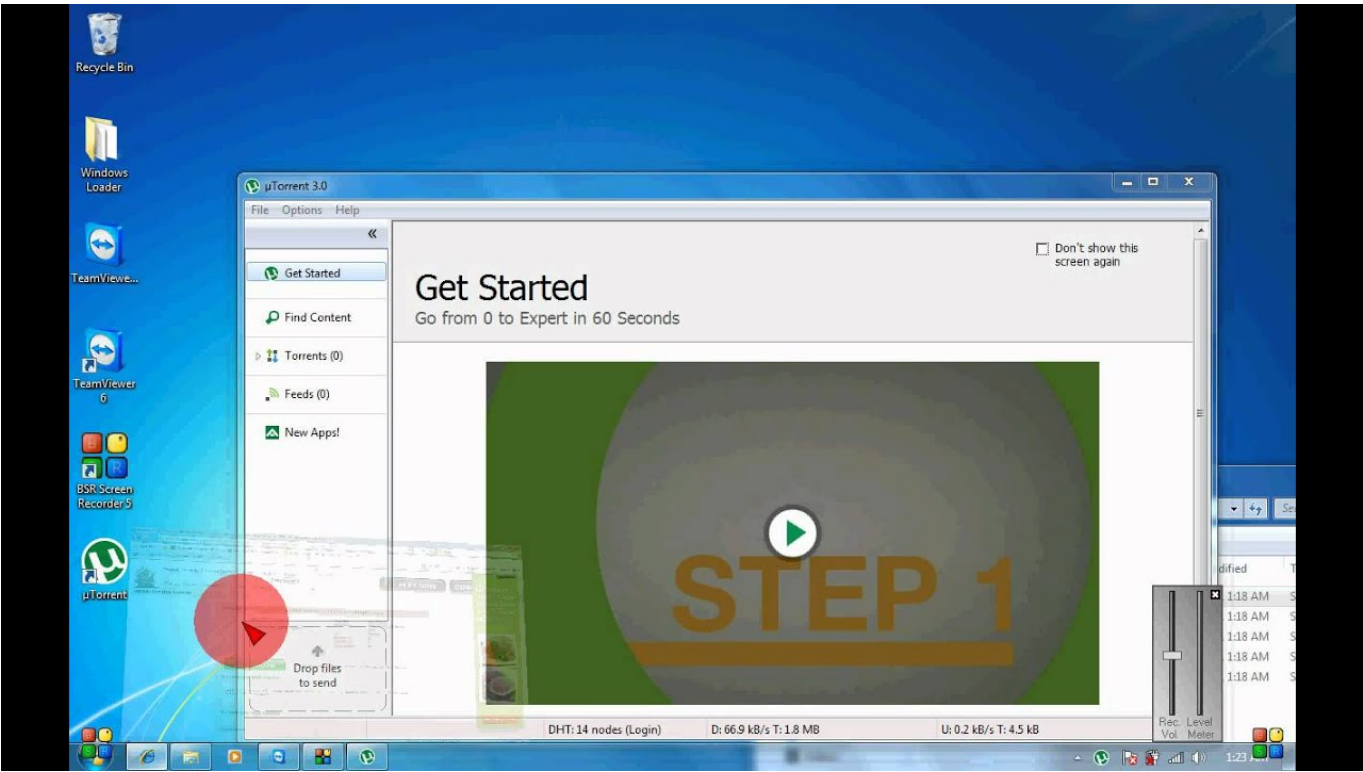 Recycle Bin
Windows
Loader
TeamViewe...
TeamViewer
6
BSR Screen
Recorder 5
µTorrent
µTorrent 3.0
File Options Help
«
Get Started
Find Content
Torrents (0)
Feeds (0)
New Apps!
Drop files
to send
Don't show this
screen again
Get Started
Go from 0 to Expert in 60 Seconds
STEP 1
DHT: 14 nodes (Login) D: 66.9 kB/s T: 1.8 MB U: 0.2 kB/s T: 4.5 kB
1:18 AM
1:18 AM
1:18 AM
1:18 AM
1:18 AM
Rec. Level
Vol Meter
1:23